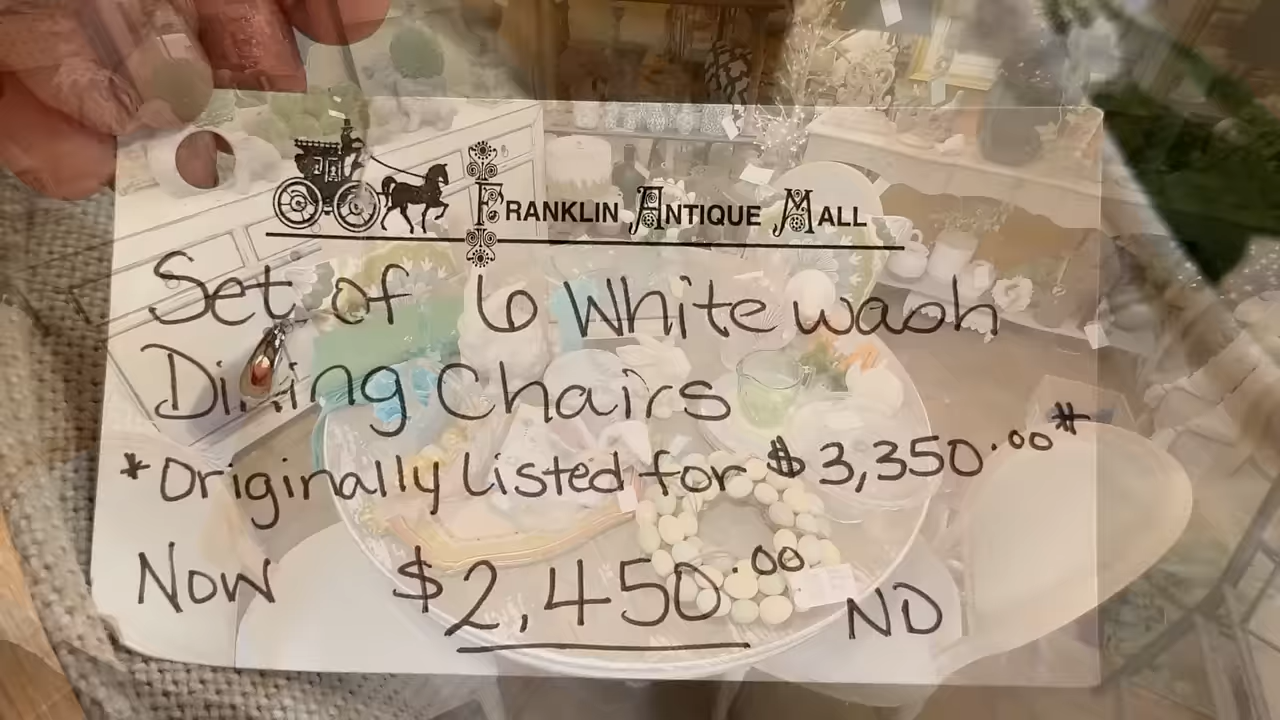 FRANKLIN ANTIQUE MALL
Set of 6 Whitewash
Dining Chairs
*Originally listed for $3,350.00*
Now $2,450.00 ND